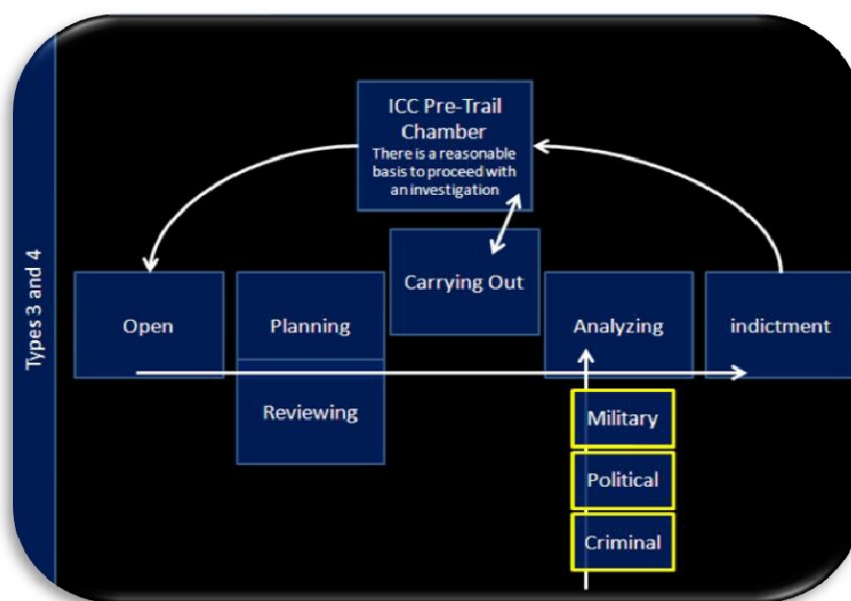 Types 3 and 4
ICC Pre-Trail
Chamber
There is a reasonable
basis to proceed with
an investigation
Carrying Out
Open
Planning
Analyzing
indictment
Reviewing
Military
Political
Criminal